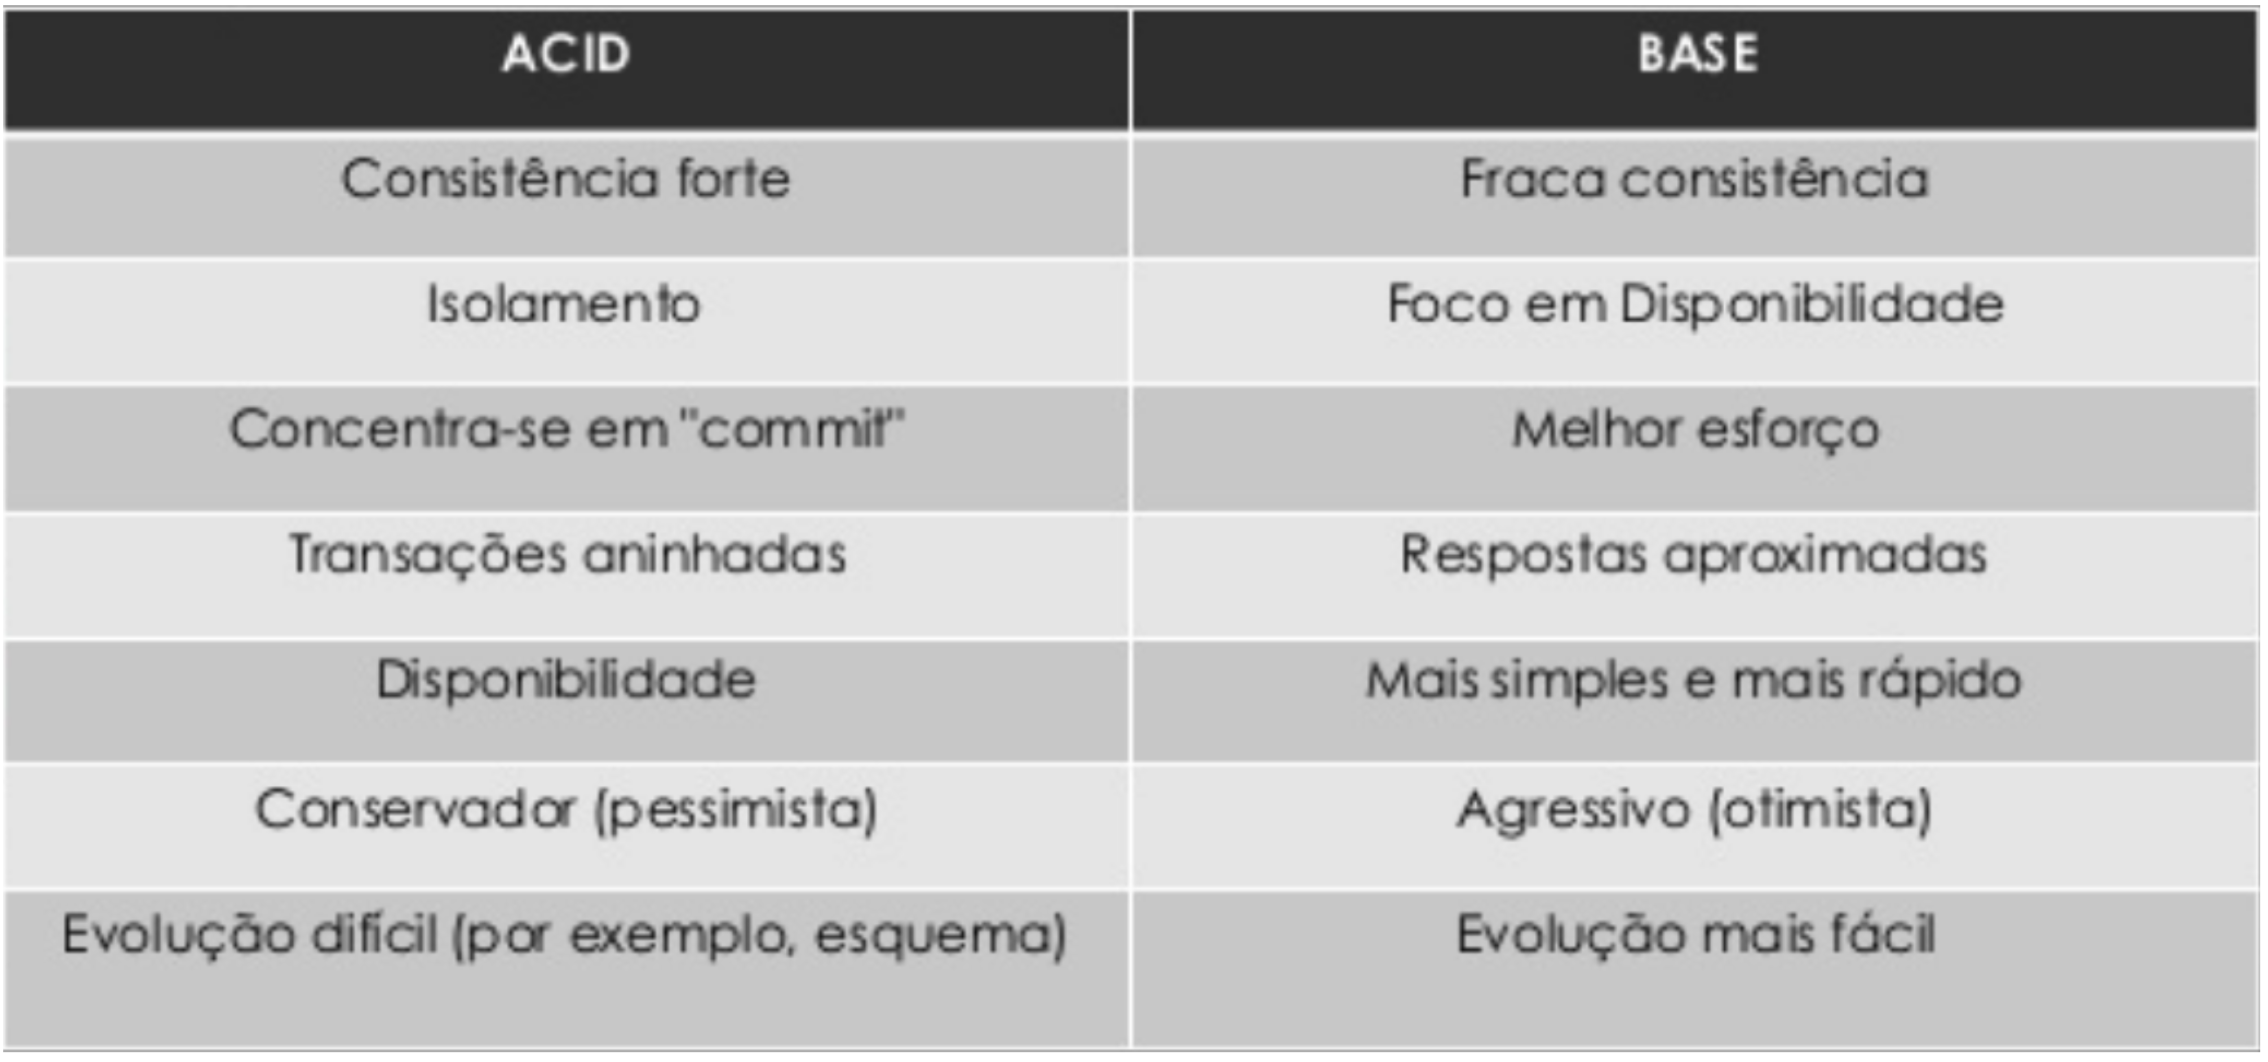 ACID BASE
Consistência forte Fraca consistência
Isolamento Foco em Disponibilidade
Concentra-se em "commit" Melhor esforço
Transações aninhadas Respostas aproximadas
Disponibilidade Mais simples e mais rápido
Conservador (pessimista) Agressivo (otimista)
Evolução difícil (por exemplo, esquema) Evolução mais fácil